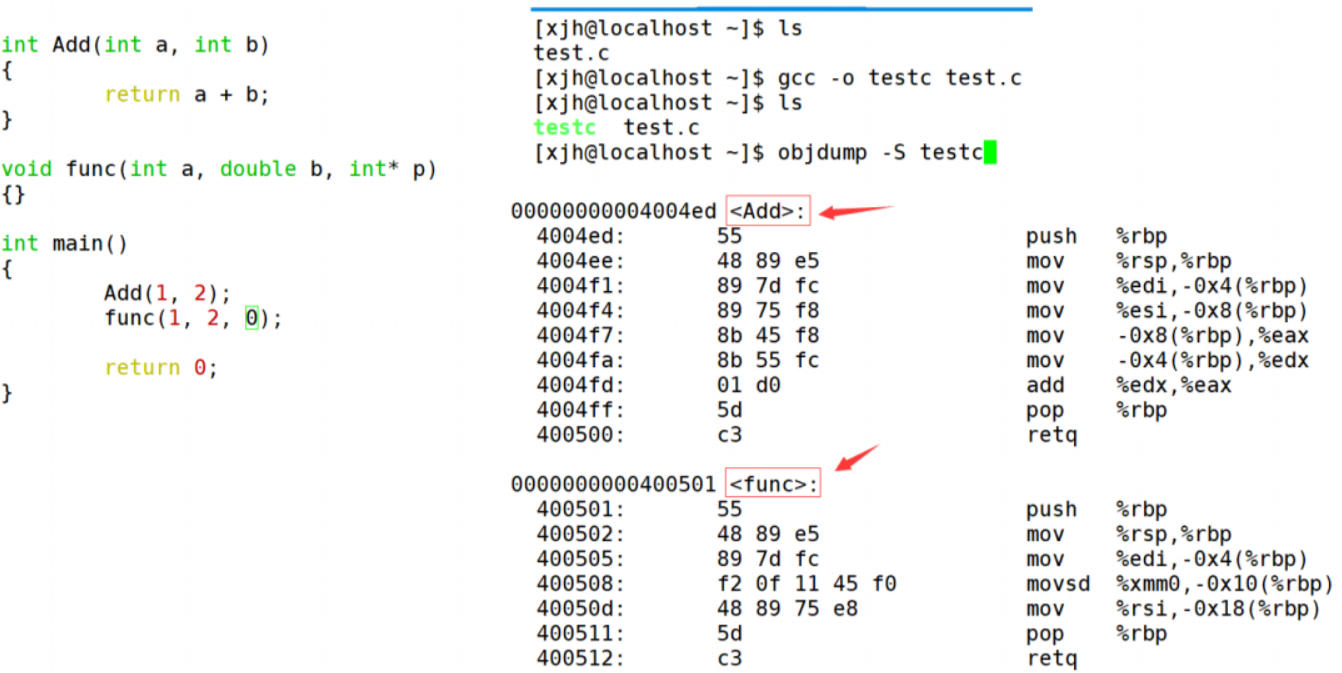 int Add(int a, int b)
{
        return a + b;
}

void func(int a, double b, int* p)
{}

int main()
{
        Add(1, 2);
        func(1, 2, 0);

        return 0;
}

[xjh@localhost ~]$ ls
test.c
[xjh@localhost ~]$ gcc -o testc test.c
[xjh@localhost ~]$ ls
testc  test.c
[xjh@localhost ~]$ objdump -S testc

00000000004004ed <Add>:
  4004ed:       55                      push   %rbp
  4004ee:       48 89 e5                mov    %rsp,%rbp
  4004f1:       89 7d fc                mov    %edi,-0x4(%rbp)
  4004f4:       89 75 f8                mov    %esi,-0x8(%rbp)
  4004f7:       8b 45 f8                mov    -0x8(%rbp),%eax
  4004fa:       8b 55 fc                mov    -0x4(%rbp),%edx
  4004fd:       01 d0                   add    %edx,%eax
  4004ff:       5d                      pop    %rbp
  400500:       c3                      retq

0000000000400501 <func>:
  400501:       55                      push   %rbp
  400502:       48 89 e5                mov    %rsp,%rbp
  400505:       89 7d fc                mov    %edi,-0x4(%rbp)
  400508:       f2 0f 11 45 f0          movsd  %xmm0,-0x10(%rbp)
  40050d:       48 89 75 e8             mov    %rsi,-0x18(%rbp)
  400511:       5d                      pop    %rbp
  400512:       c3                      retq